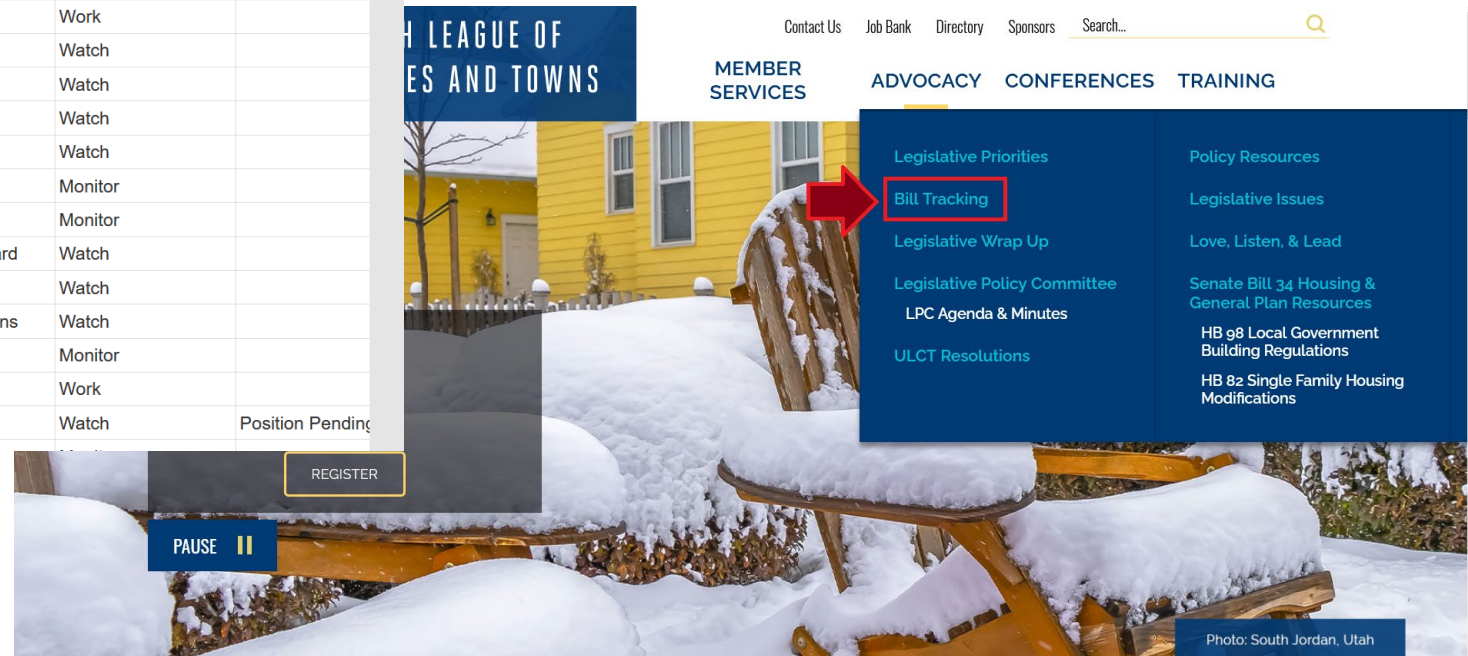 Work
Watch
Watch
Watch
Watch
Monitor
Monitor
Watch
Watch
Watch
Monitor
Work
Watch Position Pending
LEAGUE OF
AND TOWNS
Contact Us Job Bank Directory Sponsors Search...
MEMBER
SERVICES
ADVOCACY CONFERENCES TRAINING
Legislative Priorities
Bill Tracking
Legislative Wrap Up
Legislative Policy Committee
LPC Agenda & Minutes
ULCT Resolutions
Policy Resources
Legislative Issues
Love, Listen, & Lead
Senate Bill 34 Housing &
General Plan Resources
HB 98 Local Government
Building Regulations
HB 82 Single Family Housing
Modifications
REGISTER
PAUSE
Photo: South Jordan, Utah